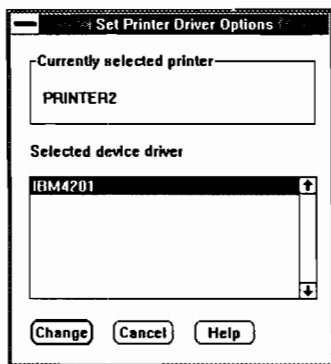 Set Printer Driver Options
Currently selected printer
PRINTER2
Selected device driver
IBM4201
Change Cancel Help